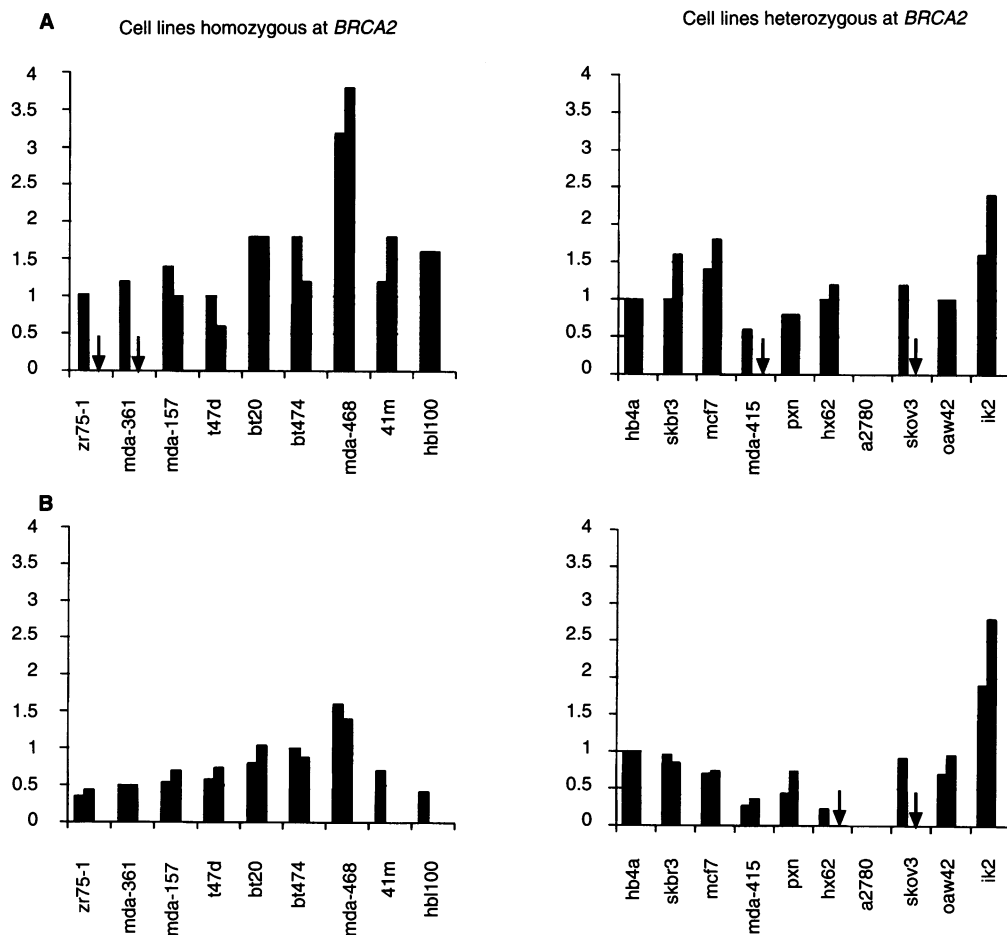 A
Cell lines homozygous at BRCA2
Cell lines heterozygous at BRCA2
4
3.5
3
2.5
2
1.5
1
0.5
0
zr75-1
mda-361
mda-157
t47d
bt20
bt474
mda-468
41m
hbl100
4
3.5
3
2.5
2
1.5
1
0.5
0
hb4a
skbr3
mcf7
mda-415
pxn
hx62
a2780
skov3
oaw42
ik2
B
4
3.5
3
2.5
2
1.5
1
0.5
0
zr75-1
mda-361
mda-157
t47d
bt20
bt474
mda-468
41m
hbl100
4
3.5
3
2.5
2
1.5
1
0.5
0
hb4a
skbr3
mcf7
mda-415
pxn
hx62
a2780
skov3
oaw42
ik2